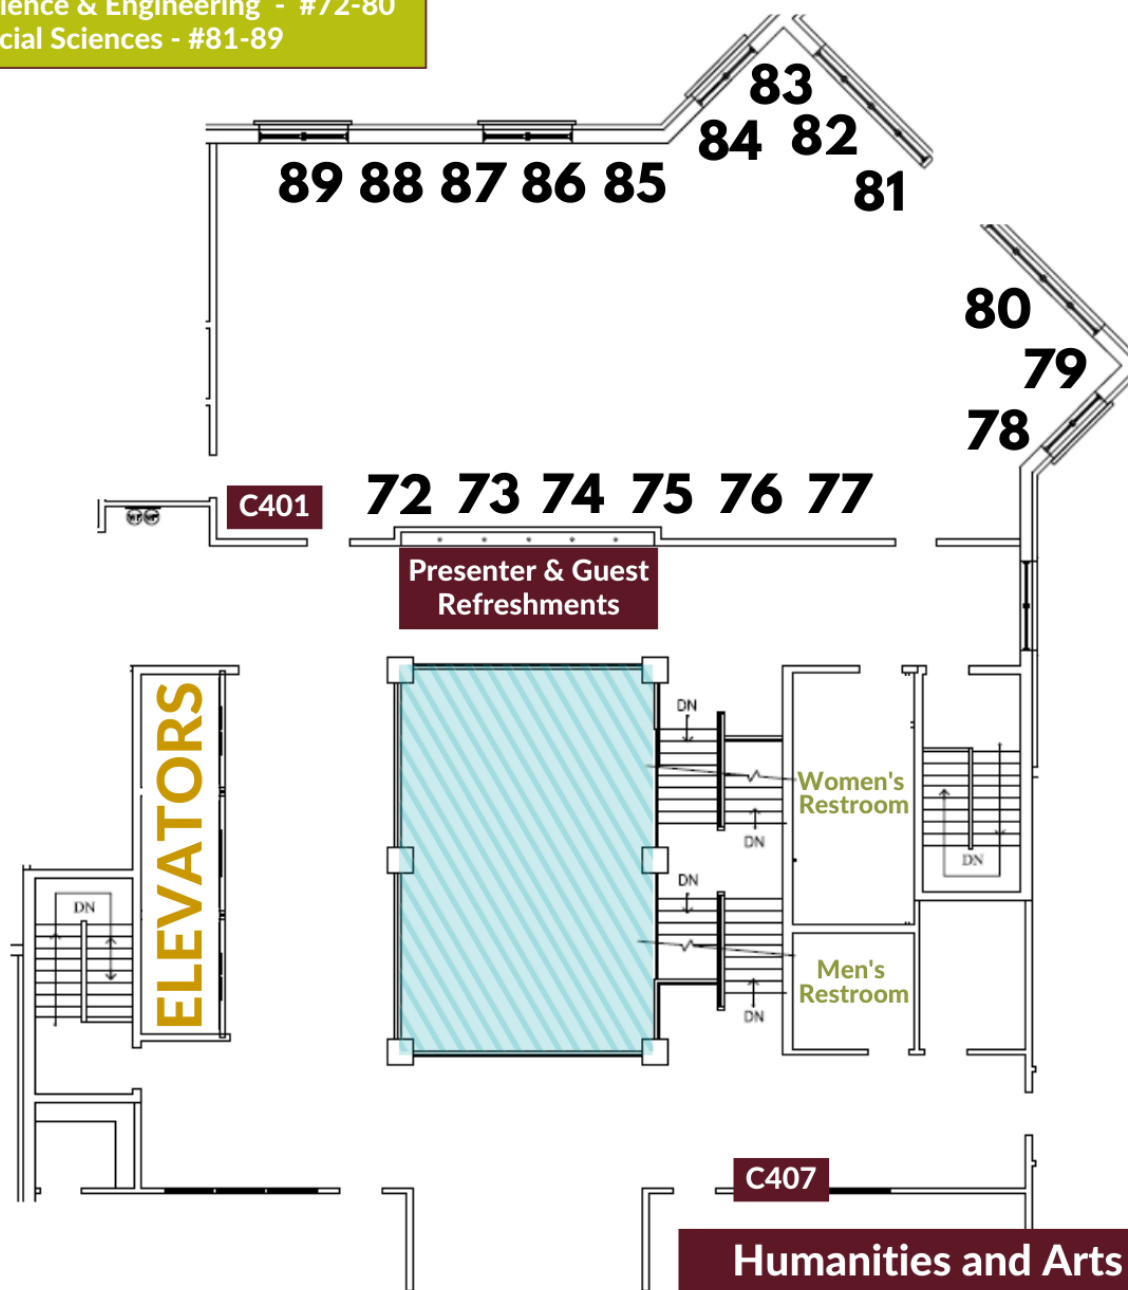 ience & Engineering - #72-80
cial Sciences - #81-89
83
84 82
89 88 87 86 85 81
80
79
78
72 73 74 75 76 77
C401
Presenter & Guest
Refreshments
ELEVATORS
DN
Women's
Restroom
DN
DN
DN
DN
Men's
Restroom
DN
C407
Humanities and Arts